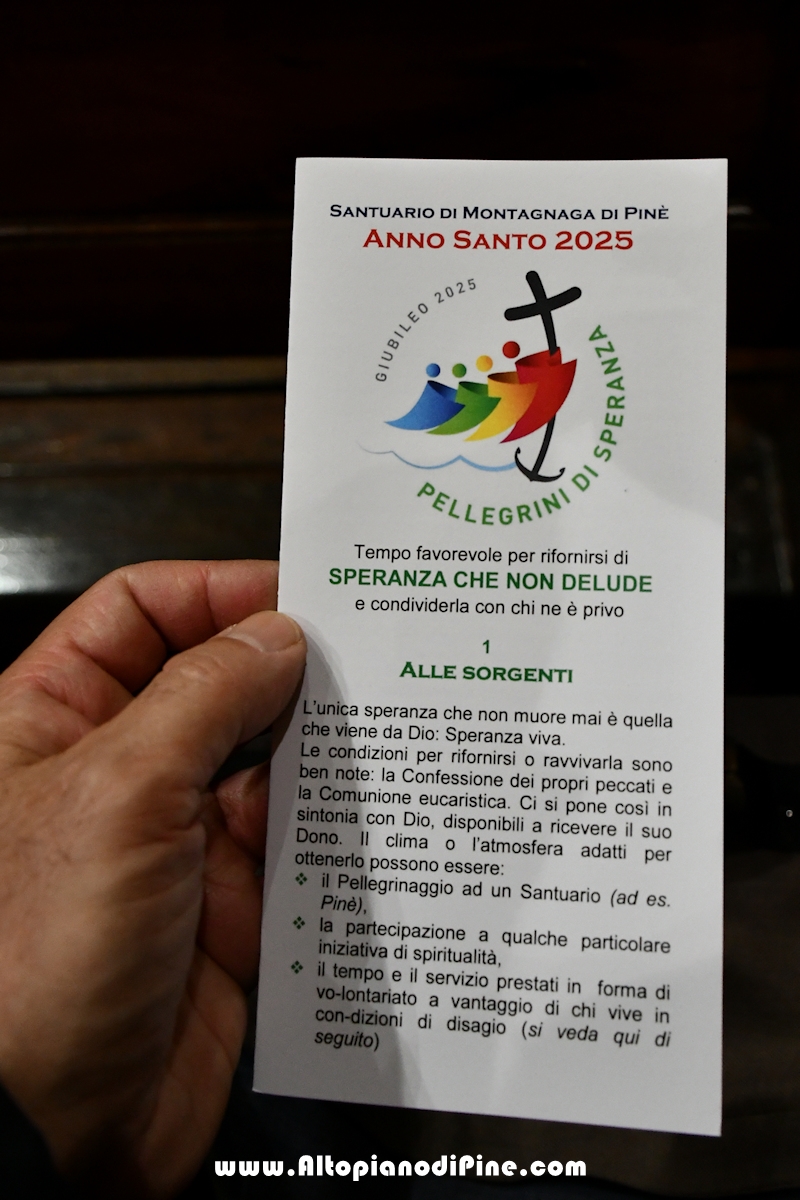 SANTUARIO DI MONTAGNAGA DI PINÈ
ANNO SANTO 2025
GIUBILEO 2025
PELLEGRINI DI SPERANZA
Tempo favorevole per rifornirsi di
SPERANZA CHE NON DELUDE
e condividerla con chi ne è privo
1
ALLE SORGENTI
L'unica speranza che non muore mai è quella
che viene da Dio: Speranza viva.
Le condizioni per rifornirsi o ravvivarla sono
ben note: la Confessione dei propri peccati e
la Comunione eucaristica. Ci si pone così in
sintonia con Dio, disponibili a ricevere il suo
Dono. Il clima o l'atmosfera adatti per
ottenerlo possono essere:
❖ il Pellegrinaggio ad un Santuario (ad es.
Pinè),
❖ la partecipazione a qualche particolare
iniziativa di spiritualità,
❖ il tempo e il servizio prestati in forma di
vo-lontariato a vantaggio di chi vive in
con-dizioni di disagio (si veda qui di
seguito)
www.AltopianodiPine.com